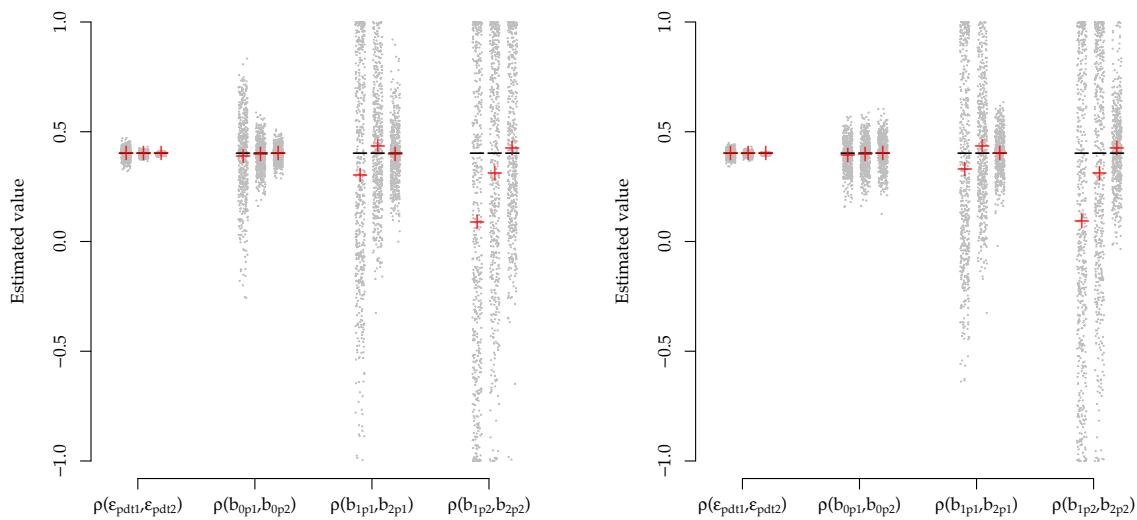 Estimated value
1.0
0.5
0.0
−0.5
−1.0
ρ(εpdt1,εpdt2)
ρ(b0p1,b0p2)
ρ(b1p1,b2p1)
ρ(b1p2,b2p2)
Estimated value
1.0
0.5
0.0
−0.5
−1.0
ρ(εpdt1,εpdt2)
ρ(b0p1,b0p2)
ρ(b1p1,b2p1)
ρ(b1p2,b2p2)